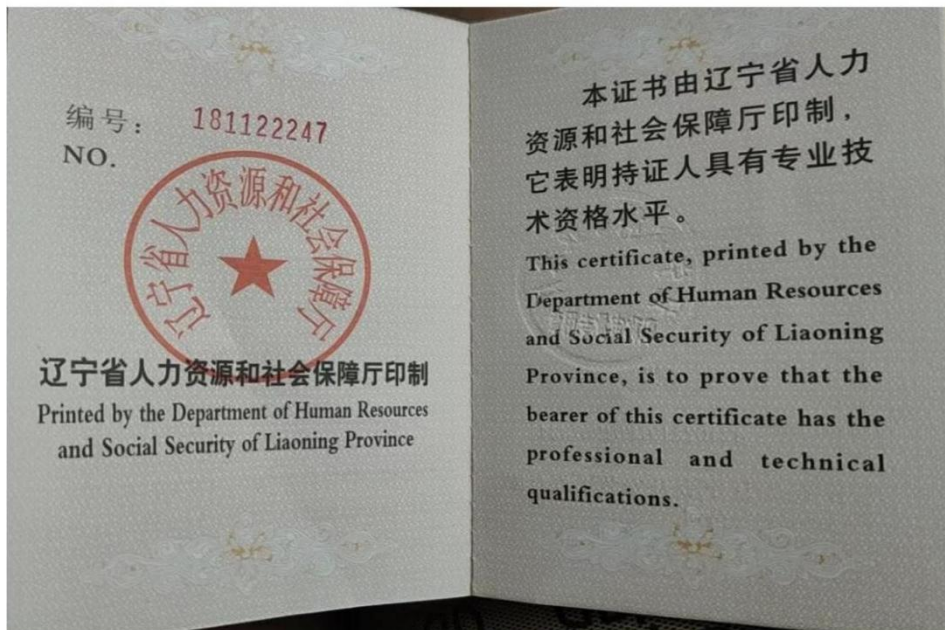 编号: 181122247
NO.
辽宁省人力资源和社会保障厅
辽宁省人力资源和社会保障厅印制
Printed by the Department of Human Resources
and Social Security of Liaoning Province
本证书由辽宁省人力
资源和社会保障厅印制,
它表明持证人具有专业技
术资格水平。
This certificate, printed by the
Department of Human Resources
and Social Security of Liaoning
Province, is to prove that the
bearer of this certificate has the
professional and technical
qualifications.